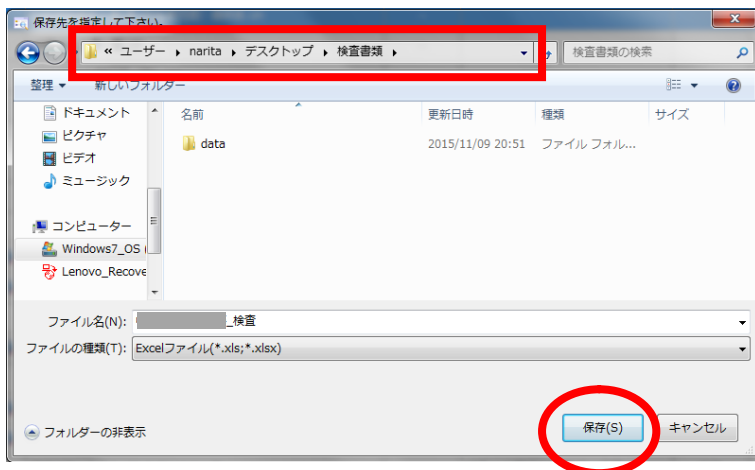 保存先を指定して下さい。
« ユーザー ▸ narita ▸ デスクトップ ▸ 検査書類 ▸
検査書類の検索
整理 ▼ 新しいフォルダー
ドキュメント
ピクチャ
ビデオ
ミュージック
コンピューター
Windows7_OS (
Lenovo_Recove
名前 更新日時 種類 サイズ
data 2015/11/09 20:51 ファイル フォル...
ファイル名(N): _検査
ファイルの種類(T): Excelファイル(*.xls;*.xlsx)
フォルダーの非表示
保存(S) キャンセル